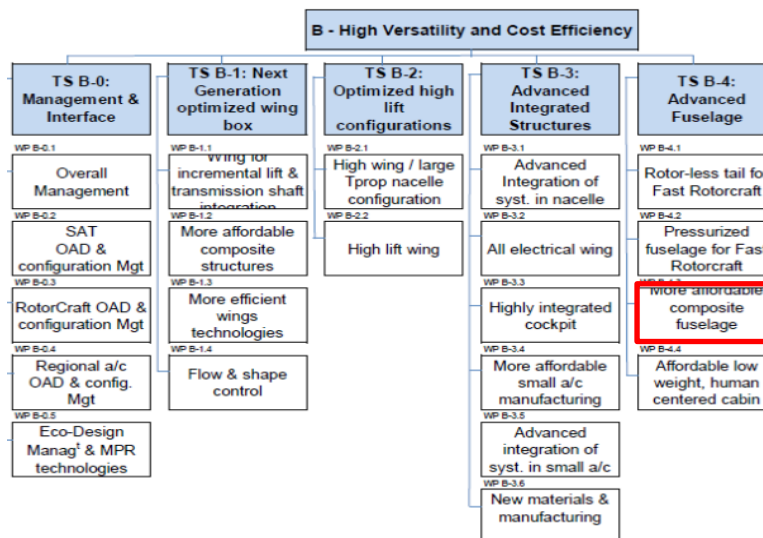 B - High Versatility and Cost Efficiency
TS B-0:
Management &
Interface
WP B-0.1
Overall
Management
WP B-0.2
SAT
OAD &
configuration Mgt
WP B-0.3
RotorCraft OAD &
configuration Mgt
WP B-0.4
Regional a/c
OAD & config.
Mgt
WP B-0.5
Eco-Design
Managᵗ & MPR
technologies
TS B-1: Next
Generation
optimized wing
box
WP B-1.1
Wing for
incremental lift &
transmission shaft
integration
WP B-1.2
More affordable
composite
structures
WP B-1.3
More efficient
wings
technologies
WP B-1.4
Flow & shape
control
TS B-2:
Optimized high
lift
configurations
WP B-2.1
High wing / large
Tprop nacelle
configuration
WP B-2.2
High lift wing
TS B-3:
Advanced
Integrated
Structures
WP B-3.1
Advanced
Integration of
syst. in nacelle
WP B-3.2
All electrical wing
WP B-3.3
Highly integrated
cockpit
WP B-3.4
More affordable
small a/c
manufacturing
WP B-3.5
Advanced
integration of
syst. in small a/c
WP B-3.6
New materials &
manufacturing
TS B-4:
Advanced
Fuselage
WP B-4.1
Rotor-less tail fo
Fast Rotorcraft
WP B-4.2
Pressurized
fuselage for Fas
Rotorcraft
More affordable
composite
fuselage
WP B-4.4
Affordable low
weight, human
centered cabin